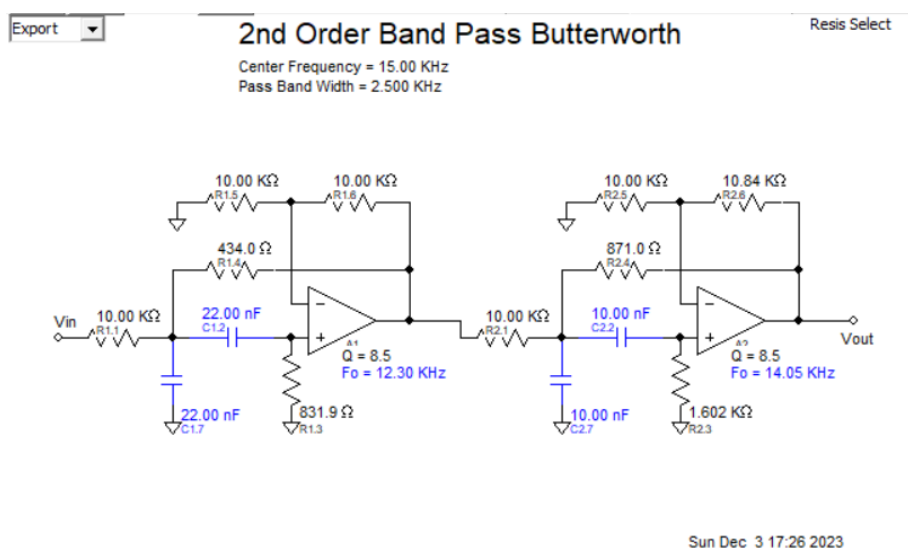 Export
2nd Order Band Pass Butterworth
Resis Select
Center Frequency = 15.00 KHz
Pass Band Width = 2.500 KHz
10.00 KΩ
R1.5
10.00 KΩ
R1.6
10.00 KΩ
R2.5
10.84 KΩ
R2.6
434.0 Ω
R1.4
871.0 Ω
R2.4
Vin
10.00 KΩ
R1.1
22.00 nF
C1.2
-
+
A1
Q = 8.5
Fo = 12.30 KHz
10.00 KΩ
R2.1
10.00 nF
C2.2
-
+
A2
Q = 8.5
Fo = 14.05 KHz
Vout
22.00 nF
C1.7
831.9 Ω
R1.3
10.00 nF
C2.7
1.602 KΩ
R2.3
Sun Dec 3 17:26 2023